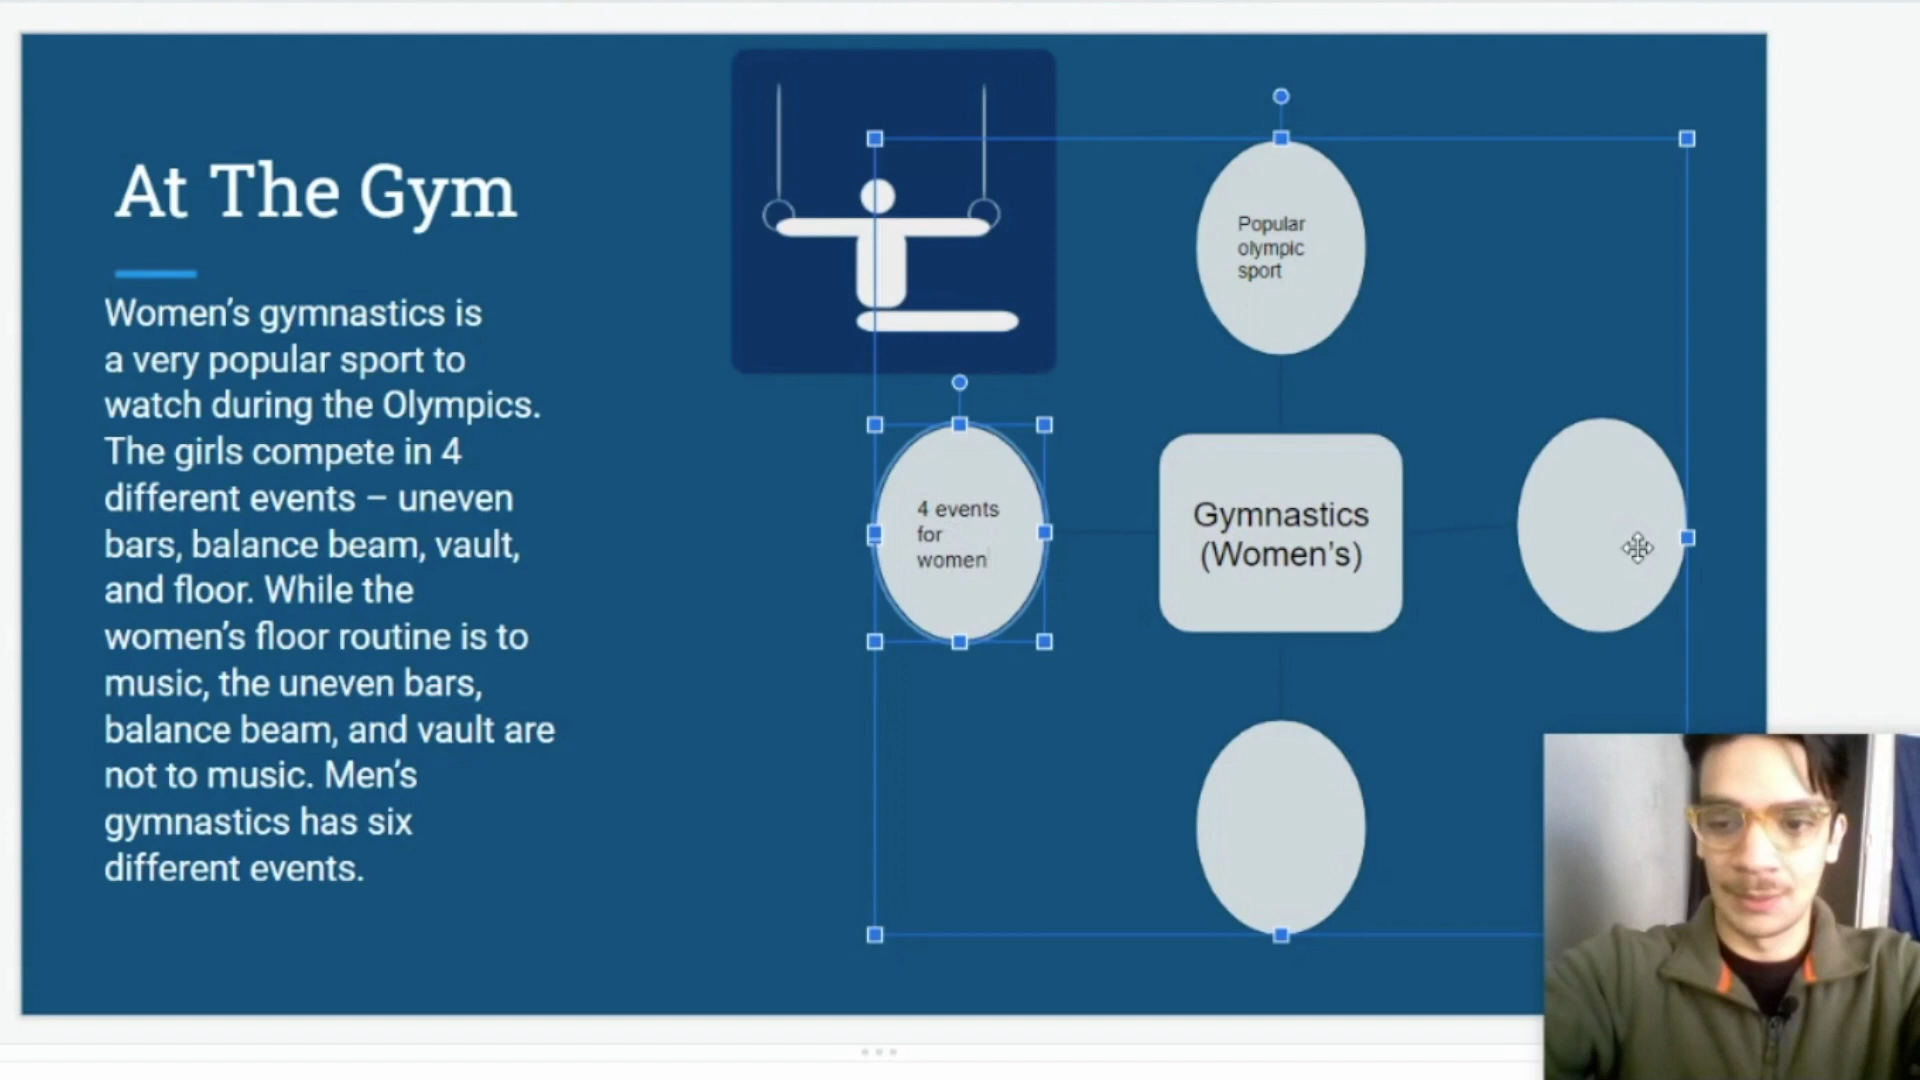 At The Gym
Women’s gymnastics is
a very popular sport to
watch during the Olympics.
The girls compete in 4
different events – uneven
bars, balance beam, vault,
and floor. While the
women’s floor routine is to
music, the uneven bars,
balance beam, and vault are
not to music. Men’s
gymnastics has six
different events.
Popular
olympic
sport
4 events
for
women
Gymnastics
(Women’s)